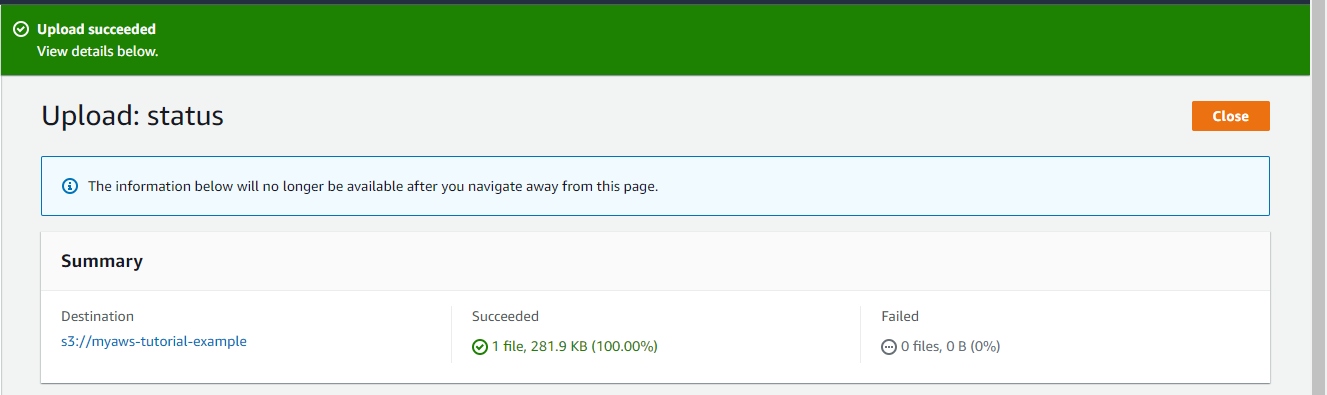 Upload succeeded
View details below.
Upload: status
Close
The information below will no longer be available after you navigate away from this page.
Summary
Destination
s3://myaws-tutorial-example
Succeeded
1 file, 281.9 KB (100.00%)
Failed
0 files, 0 B (0%)